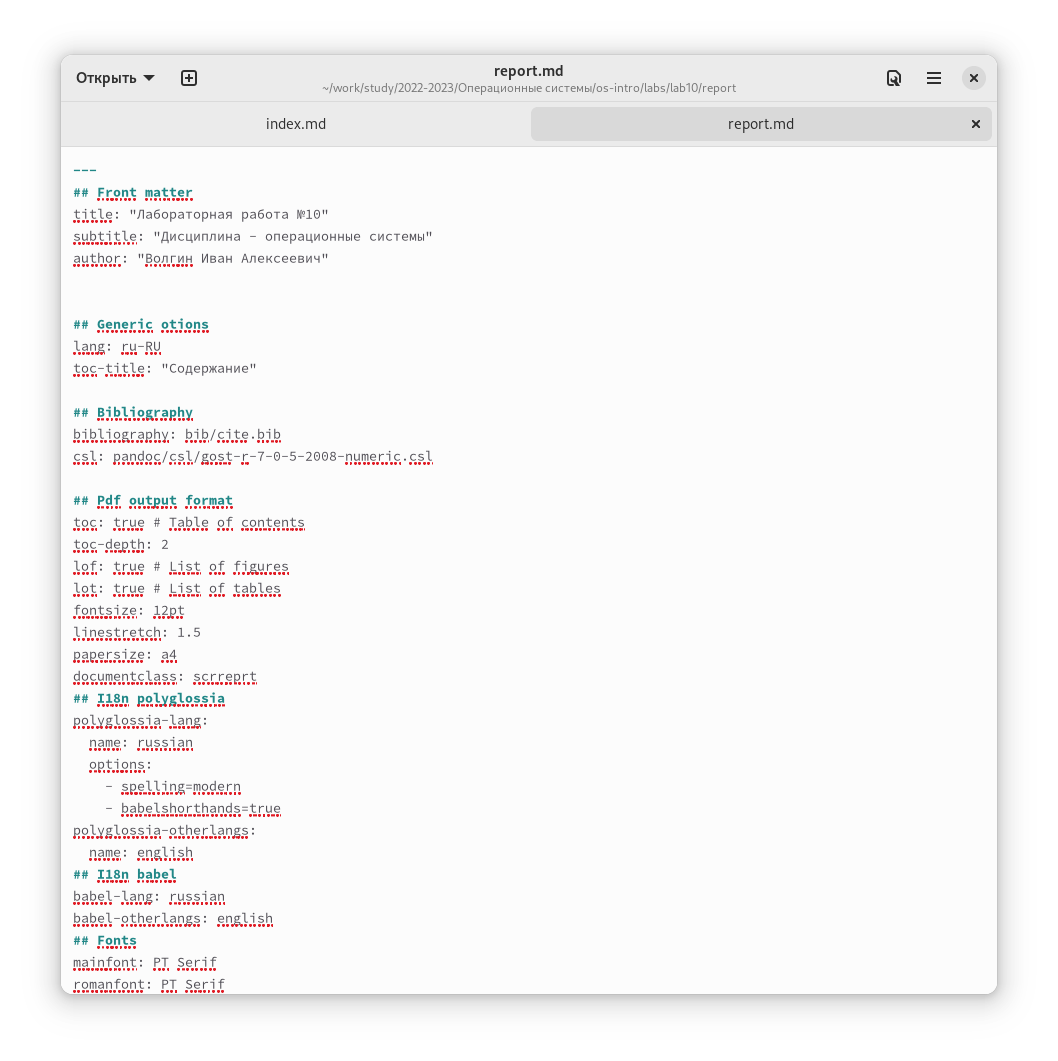 Открыть
report.md
~/work/study/2022-2023/Операционные системы/os-intro/labs/lab10/report
index.md
report.md
---
## Front matter
title: "Лабораторная работа №10"
subtitle: "Дисциплина - операционные системы"
author: "Волгин Иван Алексеевич"
## Generic otions
lang: ru-RU
toc-title: "Содержание"
## Bibliography
bibliography: bib/cite.bib
csl: pandoc/csl/gost-r-7-0-5-2008-numeric.csl
## Pdf output format
toc: true # Table of contents
toc-depth: 2
lof: true # List of figures
lot: true # List of tables
fontsize: 12pt
linestretch: 1.5
papersize: a4
documentclass: scrreprt
## I18n polyglossia
polyglossia-lang:
  name: russian
  options:
    - spelling=modern
    - babelshorthands=true
polyglossia-otherlangs:
  name: english
## I18n babel
babel-lang: russian
babel-otherlangs: english
## Fonts
mainfont: PT Serif
romanfont: PT Serif